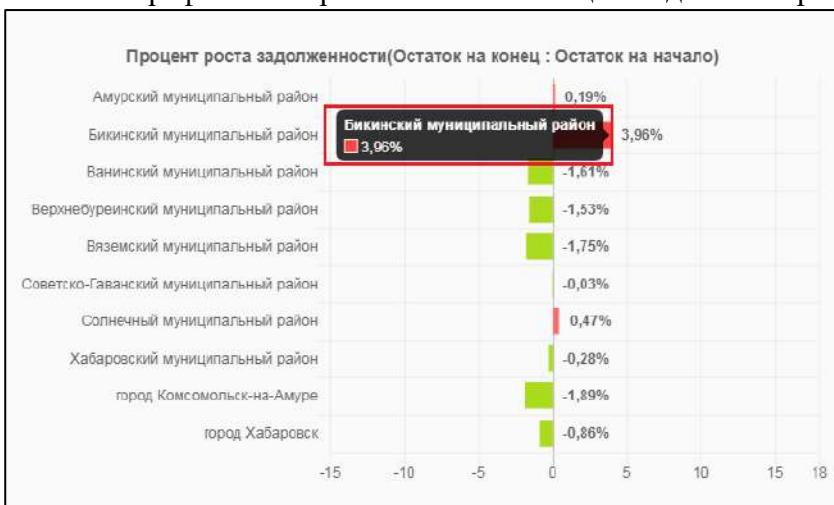 Процент роста задолженности(Остаток на конец : Остаток на начало)
Амурский муниципальный район 0,19%
Бикинский муниципальный район
Бикинский муниципальный район 3,96%
3,96%
Ванинский муниципальный район -1,61%
Верхнебуреинский муниципальный район -1,53%
Вяземский муниципальный район -1,75%
Советско-Гаванский муниципальный район -0,03%
Солнечный муниципальный район 0,47%
Хабаровский муниципальный район -0,28%
город Комсомольск-на-Амуре -1,89%
город Хабаровск -0,86%
-15 -10 -5 0 5 10 15 18